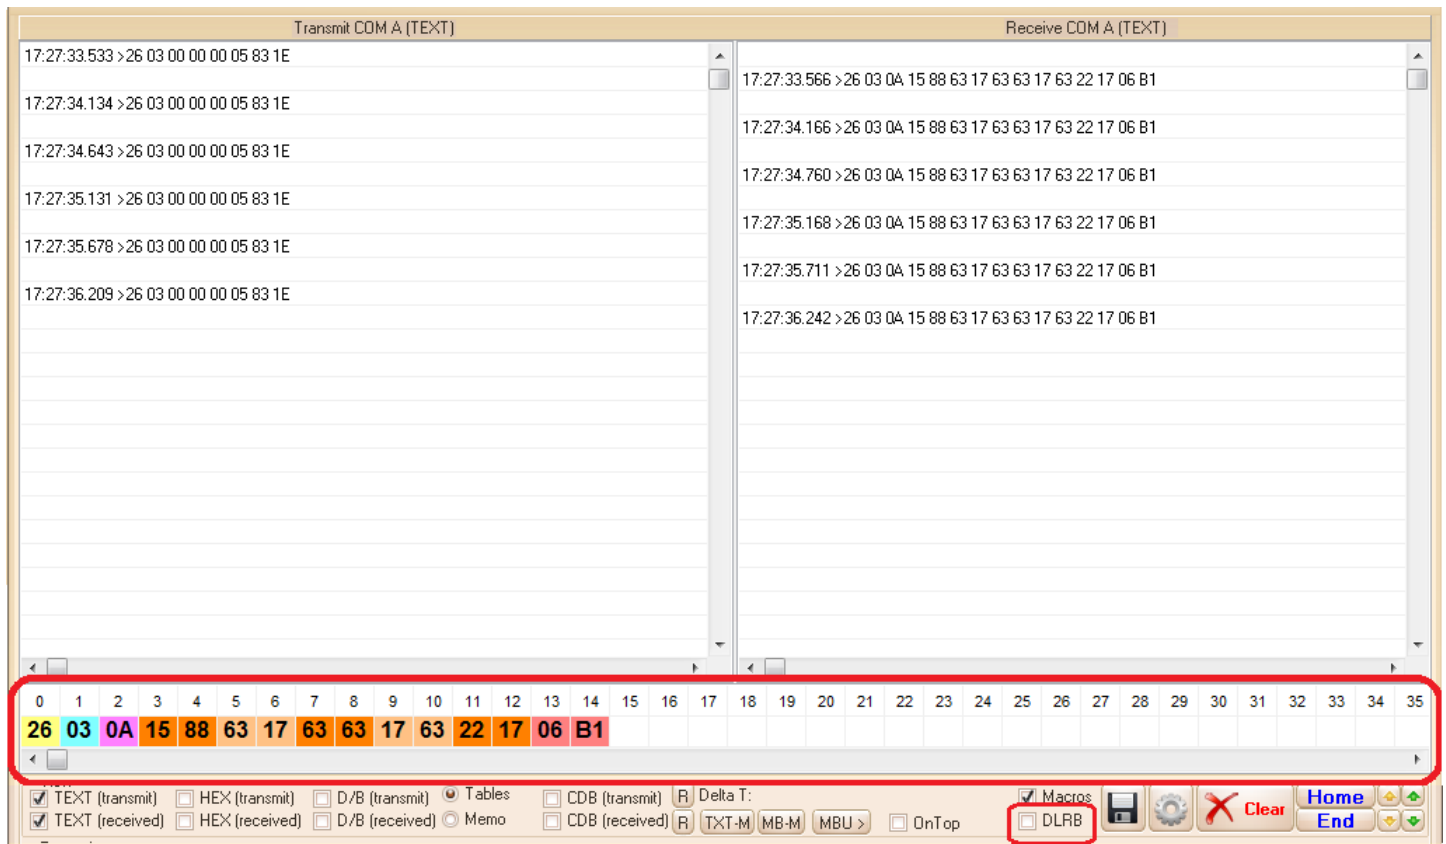 Transmit COM A (TEXT)
Receive COM A (TEXT)
17:27:33.533 >26 03 00 00 00 05 83 1E
17:27:33.566 >26 03 0A 15 88 63 17 63 63 17 63 22 17 06 B1
17:27:34.134 >26 03 00 00 00 05 83 1E
17:27:34.166 >26 03 0A 15 88 63 17 63 63 17 63 22 17 06 B1
17:27:34.643 >26 03 00 00 00 05 83 1E
17:27:34.760 >26 03 0A 15 88 63 17 63 63 17 63 22 17 06 B1
17:27:35.131 >26 03 00 00 00 05 83 1E
17:27:35.168 >26 03 0A 15 88 63 17 63 63 17 63 22 17 06 B1
17:27:35.678 >26 03 00 00 00 05 83 1E
17:27:35.711 >26 03 0A 15 88 63 17 63 63 17 63 22 17 06 B1
17:27:36.209 >26 03 00 00 00 05 83 1E
17:27:36.242 >26 03 0A 15 88 63 17 63 63 17 63 22 17 06 B1
0 1 2 3 4 5 6 7 8 9 10 11 12 13 14 15 16 17 18 19 20 21 22 23 24 25 26 27 28 29 30 31 32 33 34 35
26 03 0A 15 88 63 17 63 63 17 63 22 17 06 B1
TEXT (transmit) HEX (transmit) D/B (transmit) Tables CDB (transmit) R Delta T: Macros Clear Home
TEXT (received) HEX (received) D/B (received) Memo CDB (received) R TXT-M MB-M MBU > OnTop DLRB End